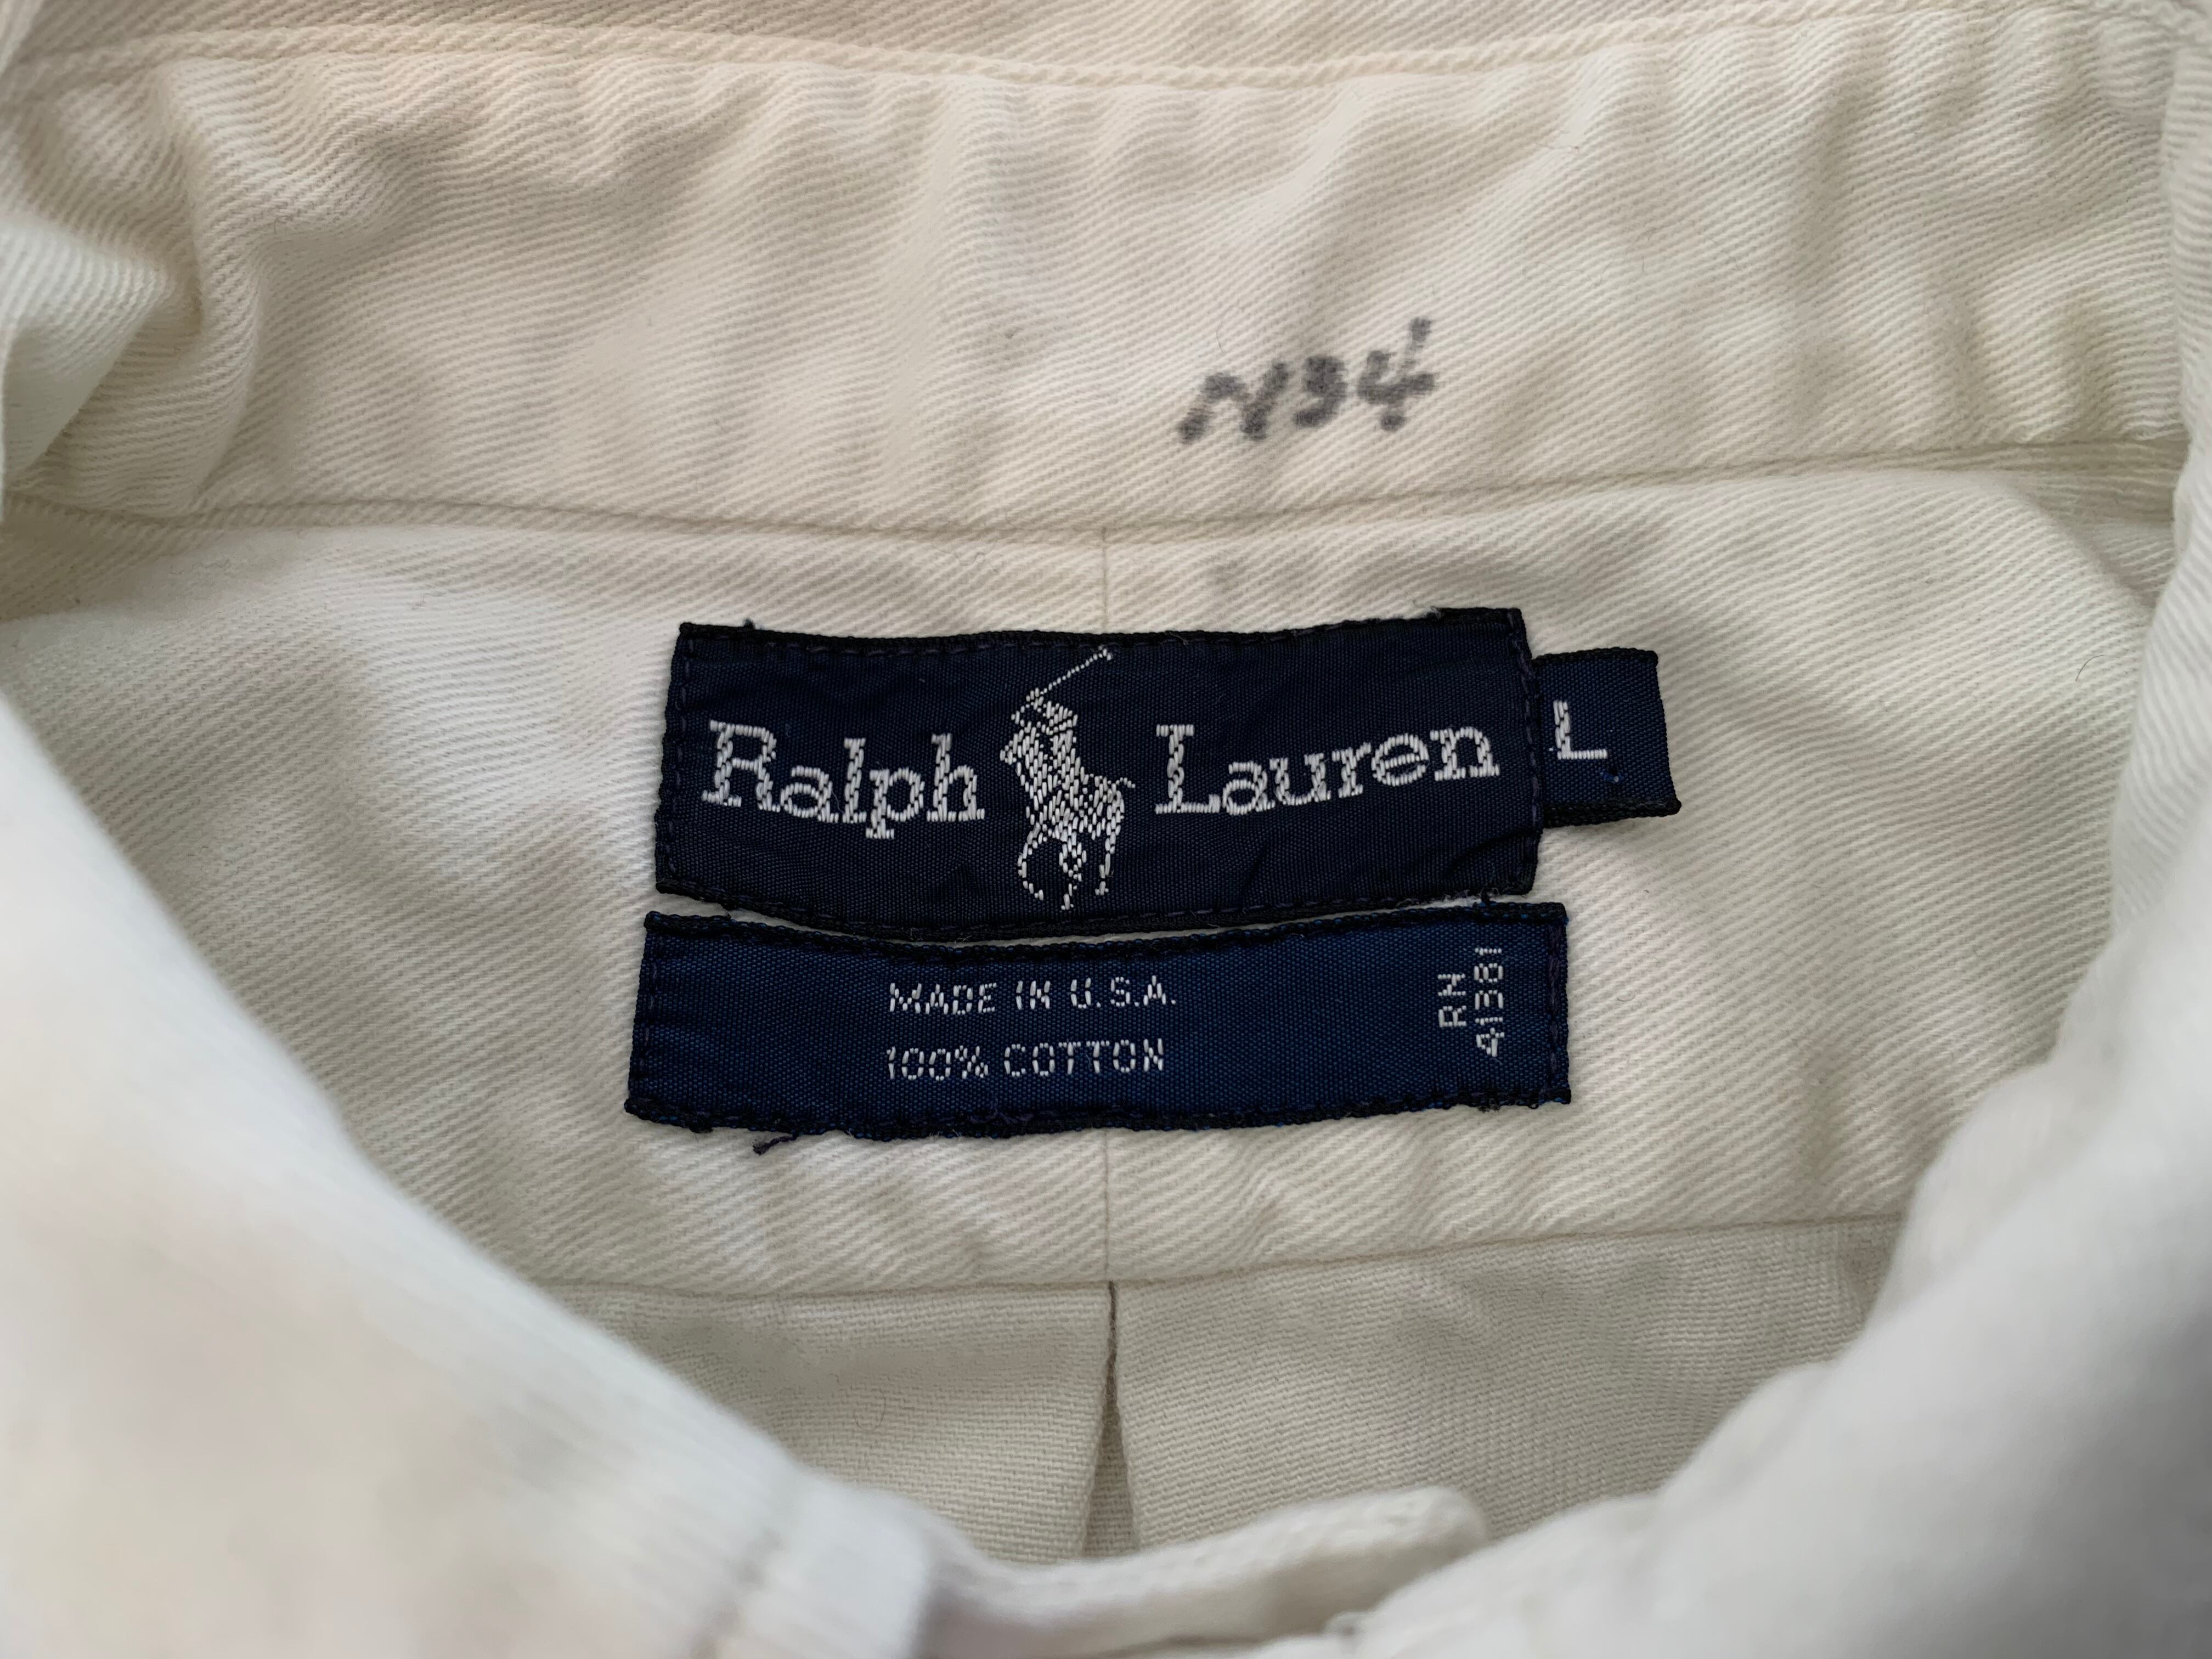 N34
Ralph Lauren
L
MADE IN U.S.A.
100% COTTON
RN
41381